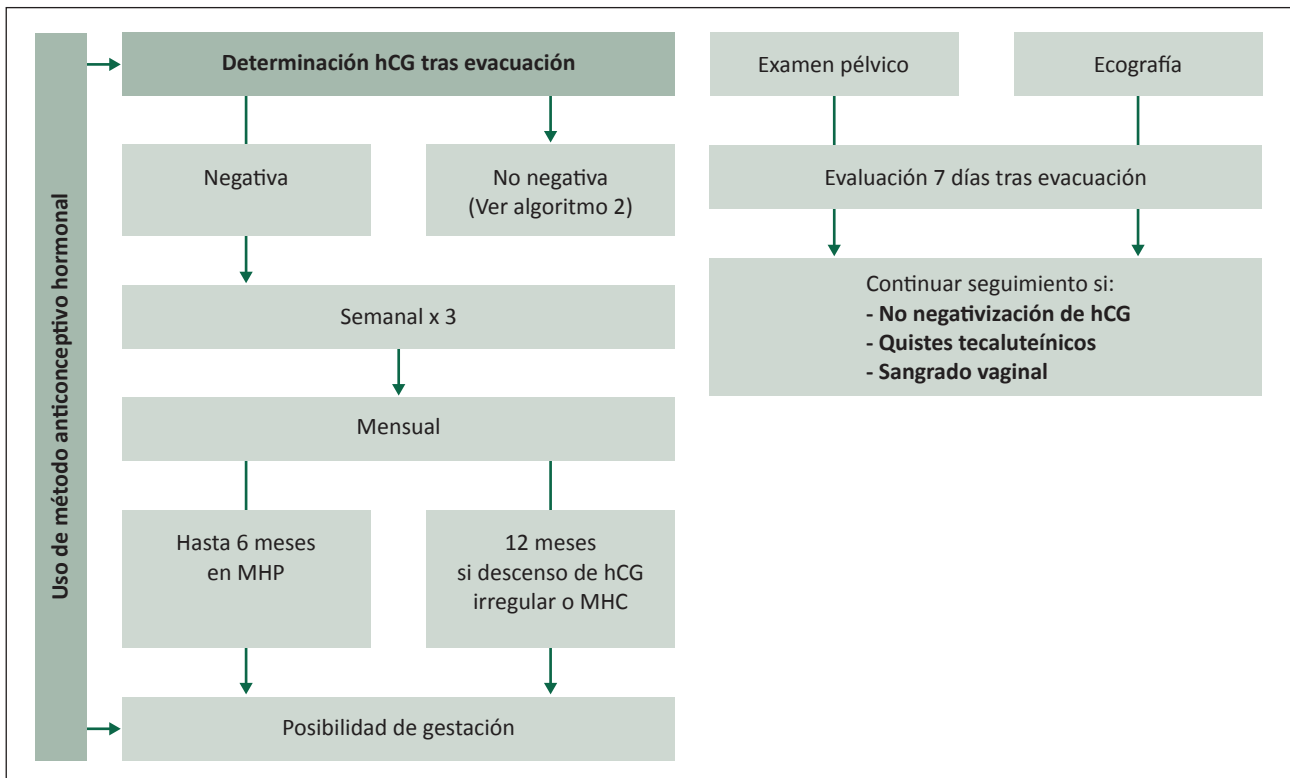 Uso de método anticonceptivo hormonal
Determinación hCG tras evacuación
Negativa
No negativa
(Ver algoritmo 2)
Semanal x 3
Mensual
Hasta 6 meses
en MHP
12 meses
si descenso de hCG
irregular o MHC
Posibilidad de gestación
Examen pélvico
Ecografía
Evaluación 7 días tras evacuación
Continuar seguimiento si:
- No negativización de hCG
- Quistes tecaluteínicos
- Sangrado vaginal